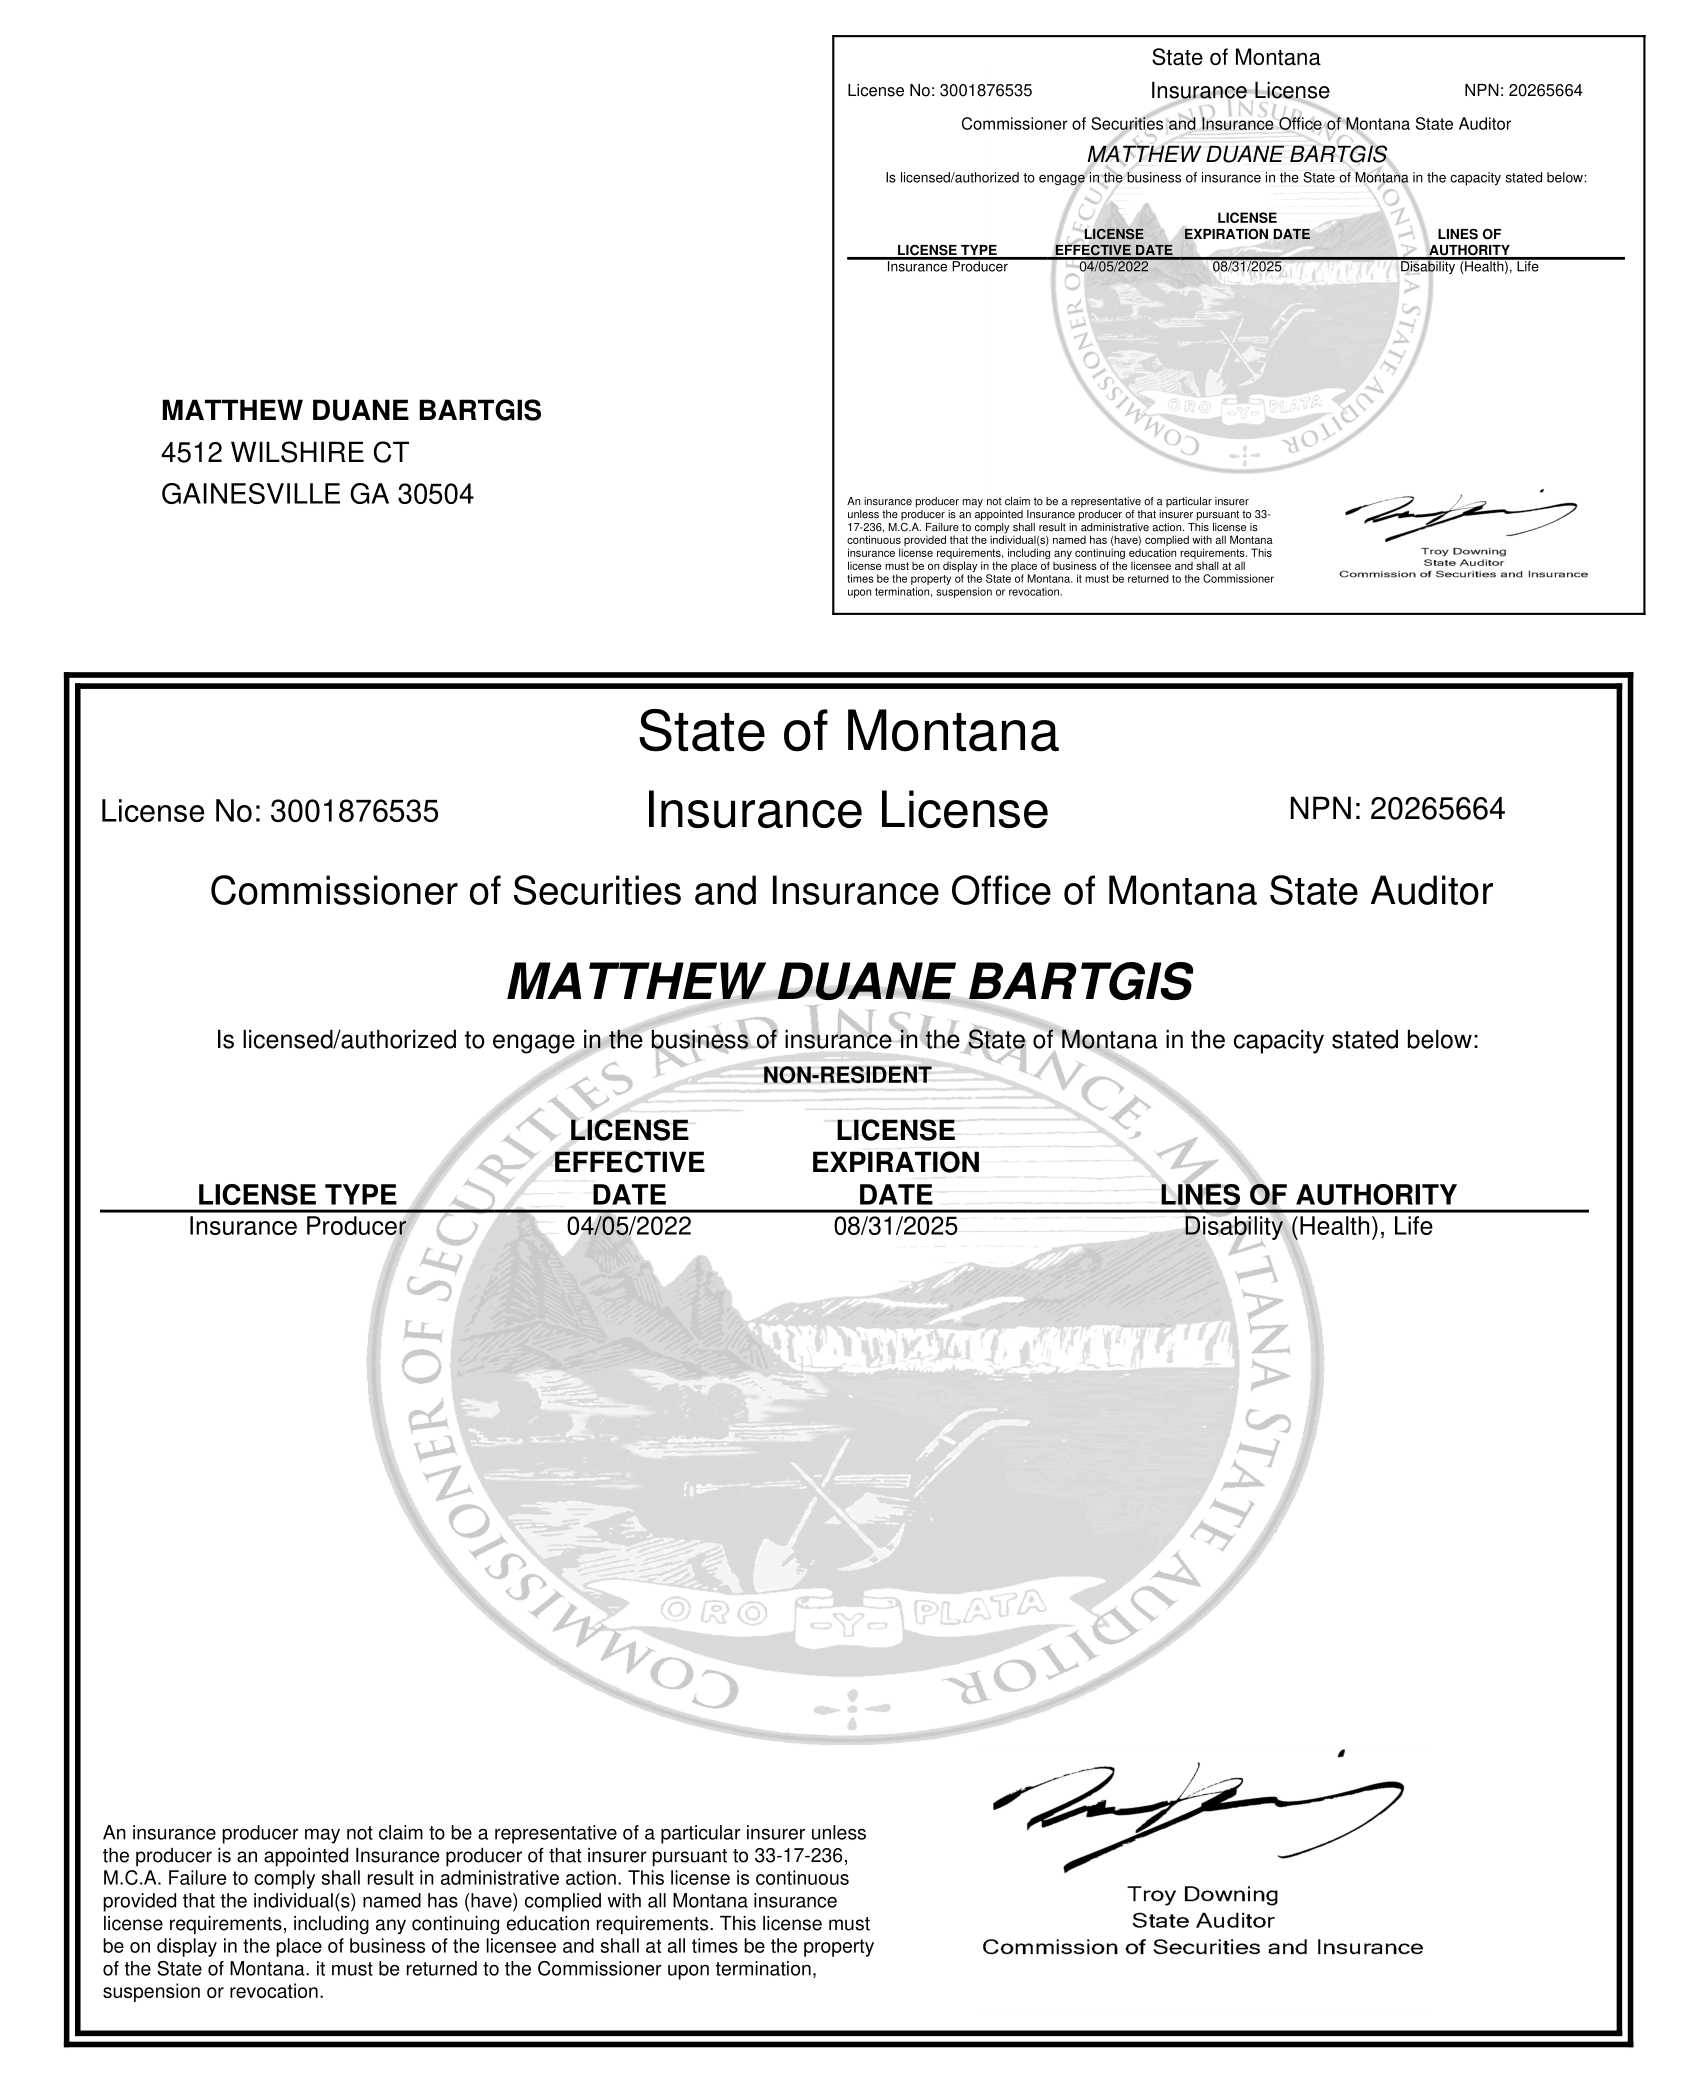 State of Montana
License No: 3001876535 Insurance License NPN: 20265664
Commissioner of Securities and Insurance Office of Montana State Auditor
MATTHEW DUANE BARTGIS
Is licensed/authorized to engage in the business of insurance in the State of Montana in the capacity stated below:
LICENSE TYPE LICENSE EFFECTIVE DATE LICENSE EXPIRATION DATE LINES OF AUTHORITY
Insurance Producer 04/05/2022 08/31/2025 Disability (Health), Life
COMMISSIONER OF SECURITIES AND INSURANCE, MONTANA STATE AUDITOR
ORO -Y- PLATA
An insurance producer may not claim to be a representative of a particular insurer
unless the producer is an appointed Insurance producer of that insurer pursuant to 33-
17-236, M.C.A. Failure to comply shall result in administrative action. This license is
continuous provided that the individual(s) named has (have) complied with all Montana
insurance license requirements, including any continuing education requirements. This
license must be on display in the place of business of the licensee and shall at all
times be the property of the State of Montana. it must be returned to the Commissioner
upon termination, suspension or revocation.
Troy Downing
State Auditor
Commission of Securities and Insurance
MATTHEW DUANE BARTGIS
4512 WILSHIRE CT
GAINESVILLE GA 30504
State of Montana
License No: 3001876535 Insurance License NPN: 20265664
Commissioner of Securities and Insurance Office of Montana State Auditor
MATTHEW DUANE BARTGIS
Is licensed/authorized to engage in the business of insurance in the State of Montana in the capacity stated below:
NON-RESIDENT
LICENSE TYPE LICENSE EFFECTIVE DATE LICENSE EXPIRATION DATE LINES OF AUTHORITY
Insurance Producer 04/05/2022 08/31/2025 Disability (Health), Life
COMMISSIONER OF SECURITIES AND INSURANCE, MONTANA STATE AUDITOR
ORO -Y- PLATA
An insurance producer may not claim to be a representative of a particular insurer unless
the producer is an appointed Insurance producer of that insurer pursuant to 33-17-236,
M.C.A. Failure to comply shall result in administrative action. This license is continuous
provided that the individual(s) named has (have) complied with all Montana insurance
license requirements, including any continuing education requirements. This license must
be on display in the place of business of the licensee and shall at all times be the property
of the State of Montana. it must be returned to the Commissioner upon termination,
suspension or revocation.
Troy Downing
State Auditor
Commission of Securities and Insurance